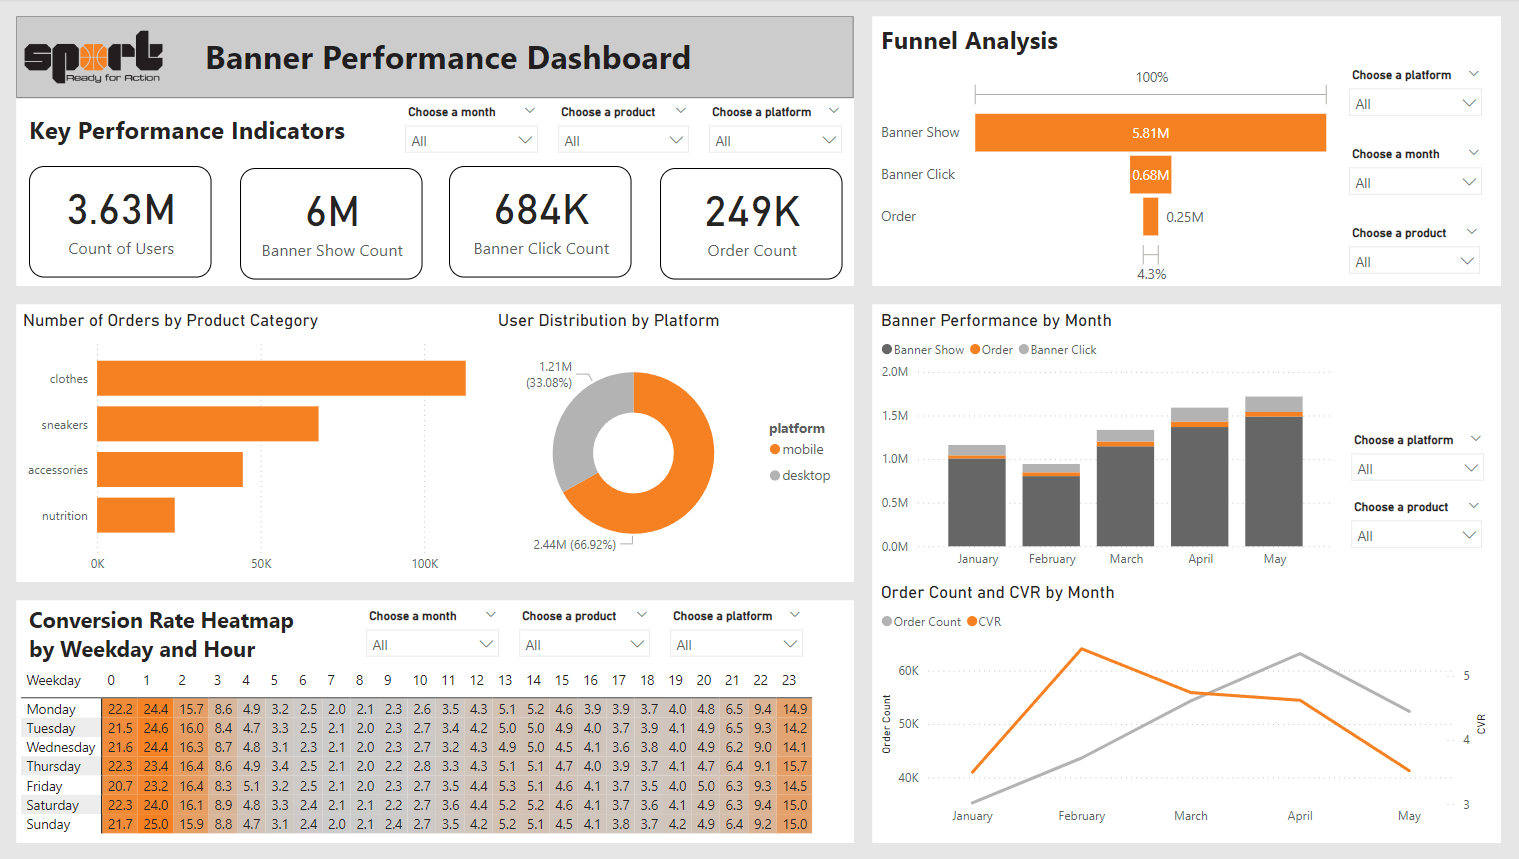 sport
Ready for Action
Banner Performance Dashboard
Key Performance Indicators
Choose a month
All
Choose a product
All
Choose a platform
All
3.63M
Count of Users
6M
Banner Show Count
684K
Banner Click Count
249K
Order Count
Funnel Analysis
100%
Banner Show 5.81M
Banner Click 0.68M
Order 0.25M
4.3%
Choose a platform
All
Choose a month
All
Choose a product
All
Number of Orders by Product Category
clothes
sneakers
accessories
nutrition
0K 50K 100K
User Distribution by Platform
1.21M
(33.08%)
2.44M (66.92%)
platform
mobile
desktop
Banner Performance by Month
Banner Show Order Banner Click
2.0M
1.5M
1.0M
0.5M
0.0M
January February March April May
Choose a platform
All
Choose a product
All
Conversion Rate Heatmap
by Weekday and Hour
Choose a month
All
Choose a product
All
Choose a platform
All
Weekday 0 1 2 3 4 5 6 7 8 9 10 11 12 13 14 15 16 17 18 19 20 21 22 23
Monday 22.2 24.4 15.7 8.6 4.9 3.2 2.5 2.0 2.1 2.3 2.6 3.5 4.3 5.1 5.2 4.6 3.9 3.9 3.7 4.0 4.8 6.5 9.4 14.9
Tuesday 21.5 24.6 16.0 8.4 4.7 3.3 2.5 2.1 2.0 2.3 2.7 3.4 4.2 5.0 5.0 4.9 4.0 3.7 3.9 4.1 4.9 6.5 9.3 14.2
Wednesday 21.6 24.4 16.3 8.7 4.8 3.1 2.3 2.1 2.0 2.3 2.7 3.2 4.3 4.9 5.0 4.5 4.1 3.6 3.8 4.0 4.9 6.2 9.0 14.1
Thursday 22.3 23.4 16.4 8.6 4.9 3.4 2.5 2.1 2.0 2.2 2.8 3.3 4.3 5.1 5.1 4.7 4.0 3.9 3.7 4.1 4.7 6.4 9.1 15.7
Friday 20.7 23.2 16.4 8.3 5.1 3.2 2.5 2.1 2.0 2.3 2.7 3.5 4.4 5.3 5.1 4.6 4.1 3.7 3.5 4.0 5.0 6.3 9.3 14.5
Saturday 22.3 24.0 16.1 8.9 4.8 3.3 2.4 2.1 2.1 2.2 2.7 3.6 4.4 5.2 5.2 4.6 4.1 3.7 3.6 4.1 4.9 6.3 9.4 15.0
Sunday 21.7 25.0 15.9 8.8 4.7 3.1 2.4 2.0 2.1 2.4 2.7 3.5 4.2 5.2 5.1 4.5 4.1 3.8 3.7 4.2 4.9 6.4 9.2 15.0
Order Count and CVR by Month
Order Count CVR
Order Count
60K
50K
40K
5
4
3
CVR
January February March April May